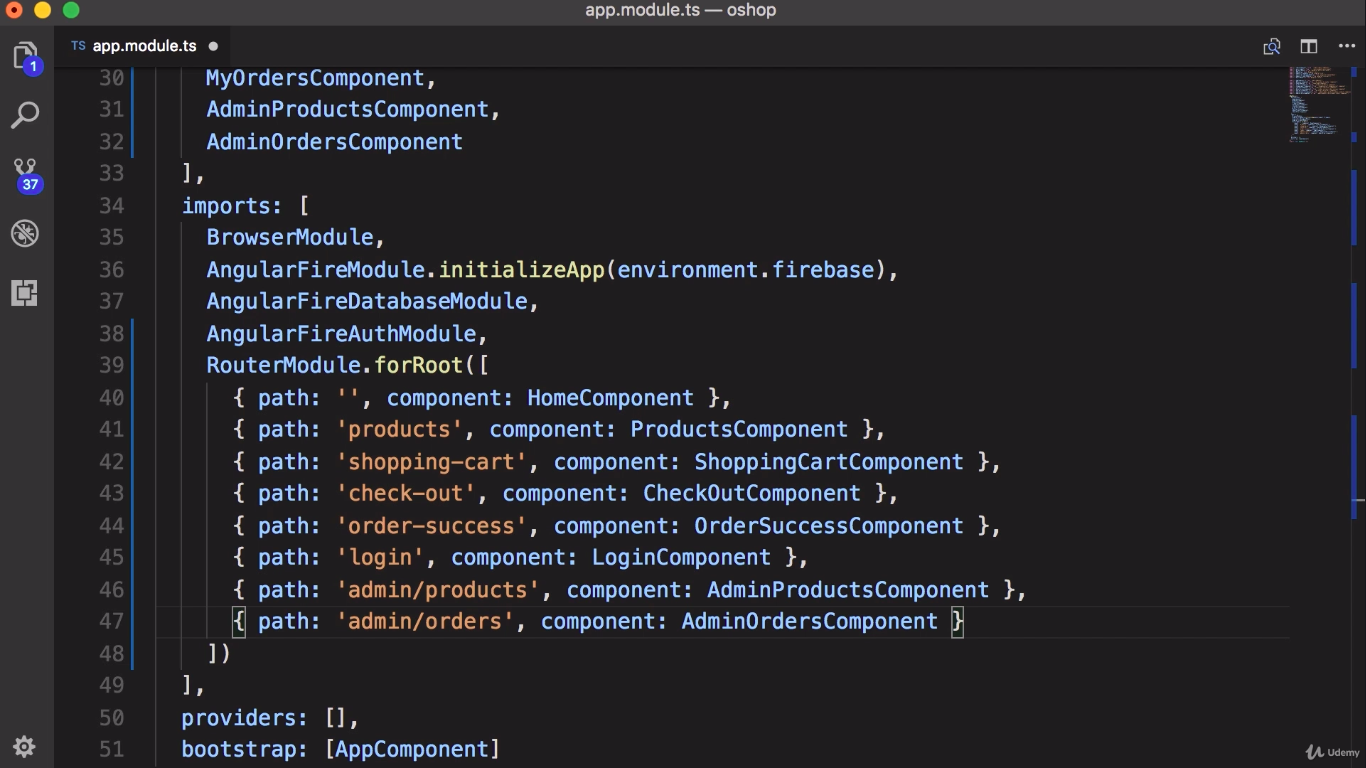 app.module.ts — oshop
TS app.module.ts
1
37
30 MyOrdersComponent,
31 AdminProductsComponent,
32 AdminOrdersComponent
33 ],
34 imports: [
35 BrowserModule,
36 AngularFireModule.initializeApp(environment.firebase),
37 AngularFireDatabaseModule,
38 AngularFireAuthModule,
39 RouterModule.forRoot([
40 { path: '', component: HomeComponent },
41 { path: 'products', component: ProductsComponent },
42 { path: 'shopping-cart', component: ShoppingCartComponent },
43 { path: 'check-out', component: CheckOutComponent },
44 { path: 'order-success', component: OrderSuccessComponent },
45 { path: 'login', component: LoginComponent },
46 { path: 'admin/products', component: AdminProductsComponent },
47 { path: 'admin/orders', component: AdminOrdersComponent }
48 ])
49 ],
50 providers: [],
51 bootstrap: [AppComponent]
Udemy